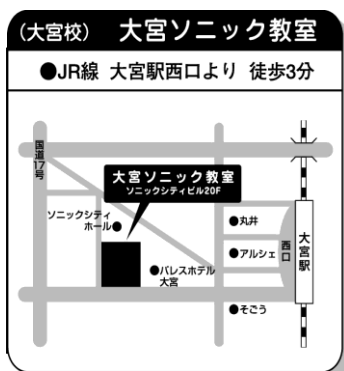 (大宮校) 大宮ソニック教室
●JR線 大宮駅西口より 徒歩3分
国道17号
大宮ソニック教室
ソニックシティビル20F
ソニックシティ
ホール●
●丸井
●アルシェ
西口
大宮駅
●パレスホテル
大宮
●そごう